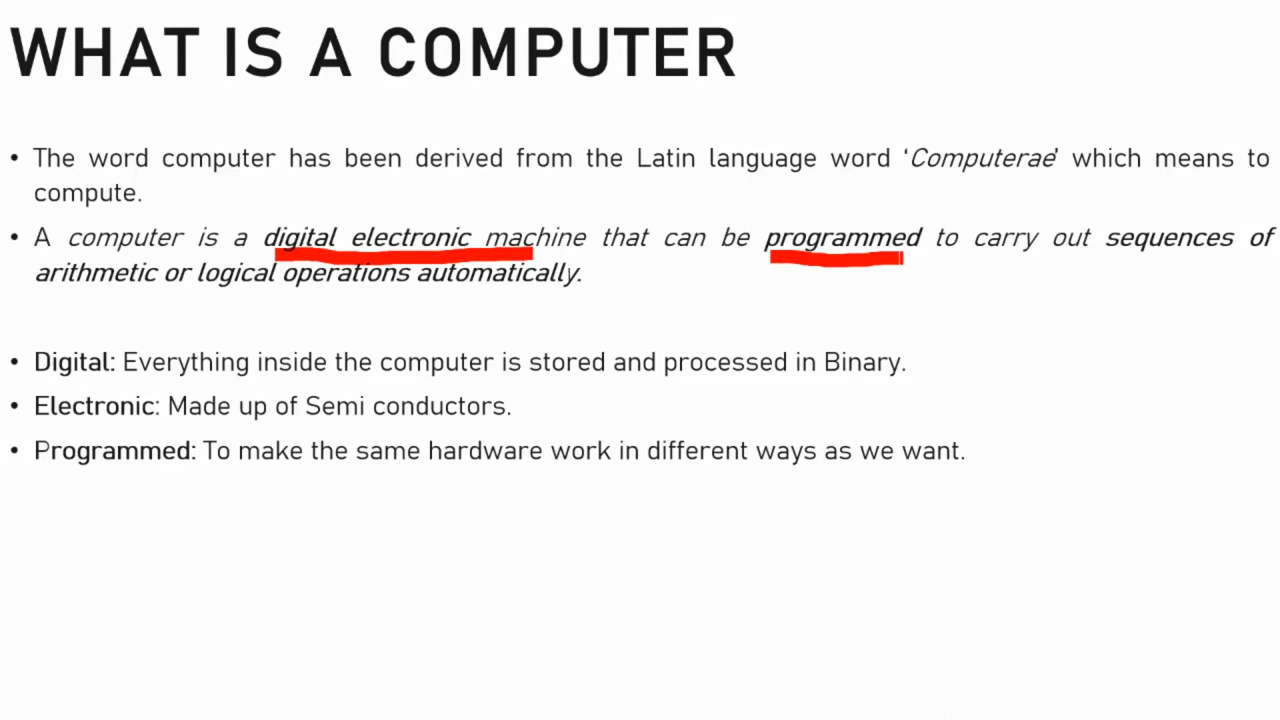 WHAT IS A COMPUTER
• The word computer has been derived from the Latin language word ‘Computerae’ which means to
compute.
• A computer is a digital electronic machine that can be programmed to carry out sequences of
arithmetic or logical operations automatically.
• Digital: Everything inside the computer is stored and processed in Binary.
• Electronic: Made up of Semi conductors.
• Programmed: To make the same hardware work in different ways as we want.